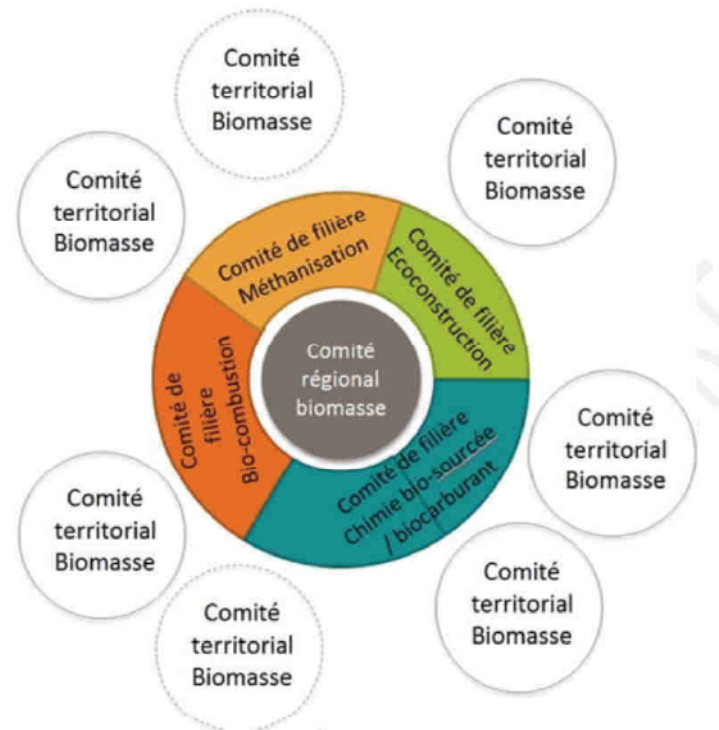 Comité
territorial
Biomasse
Comité
territorial
Biomasse
Comité
territorial
Biomasse
Comité de filière
Méthanisation
Comité de filière
Ecoconstruction
Comité de
filière
Bio-combustion
Comité
régional
biomasse
Comité de filière
Chimie bio-sourcée
/ biocarburant
Comité
territorial
Biomasse
Comité
territorial
Biomasse
Comité
territorial
Biomasse
Comité
territorial
Biomasse